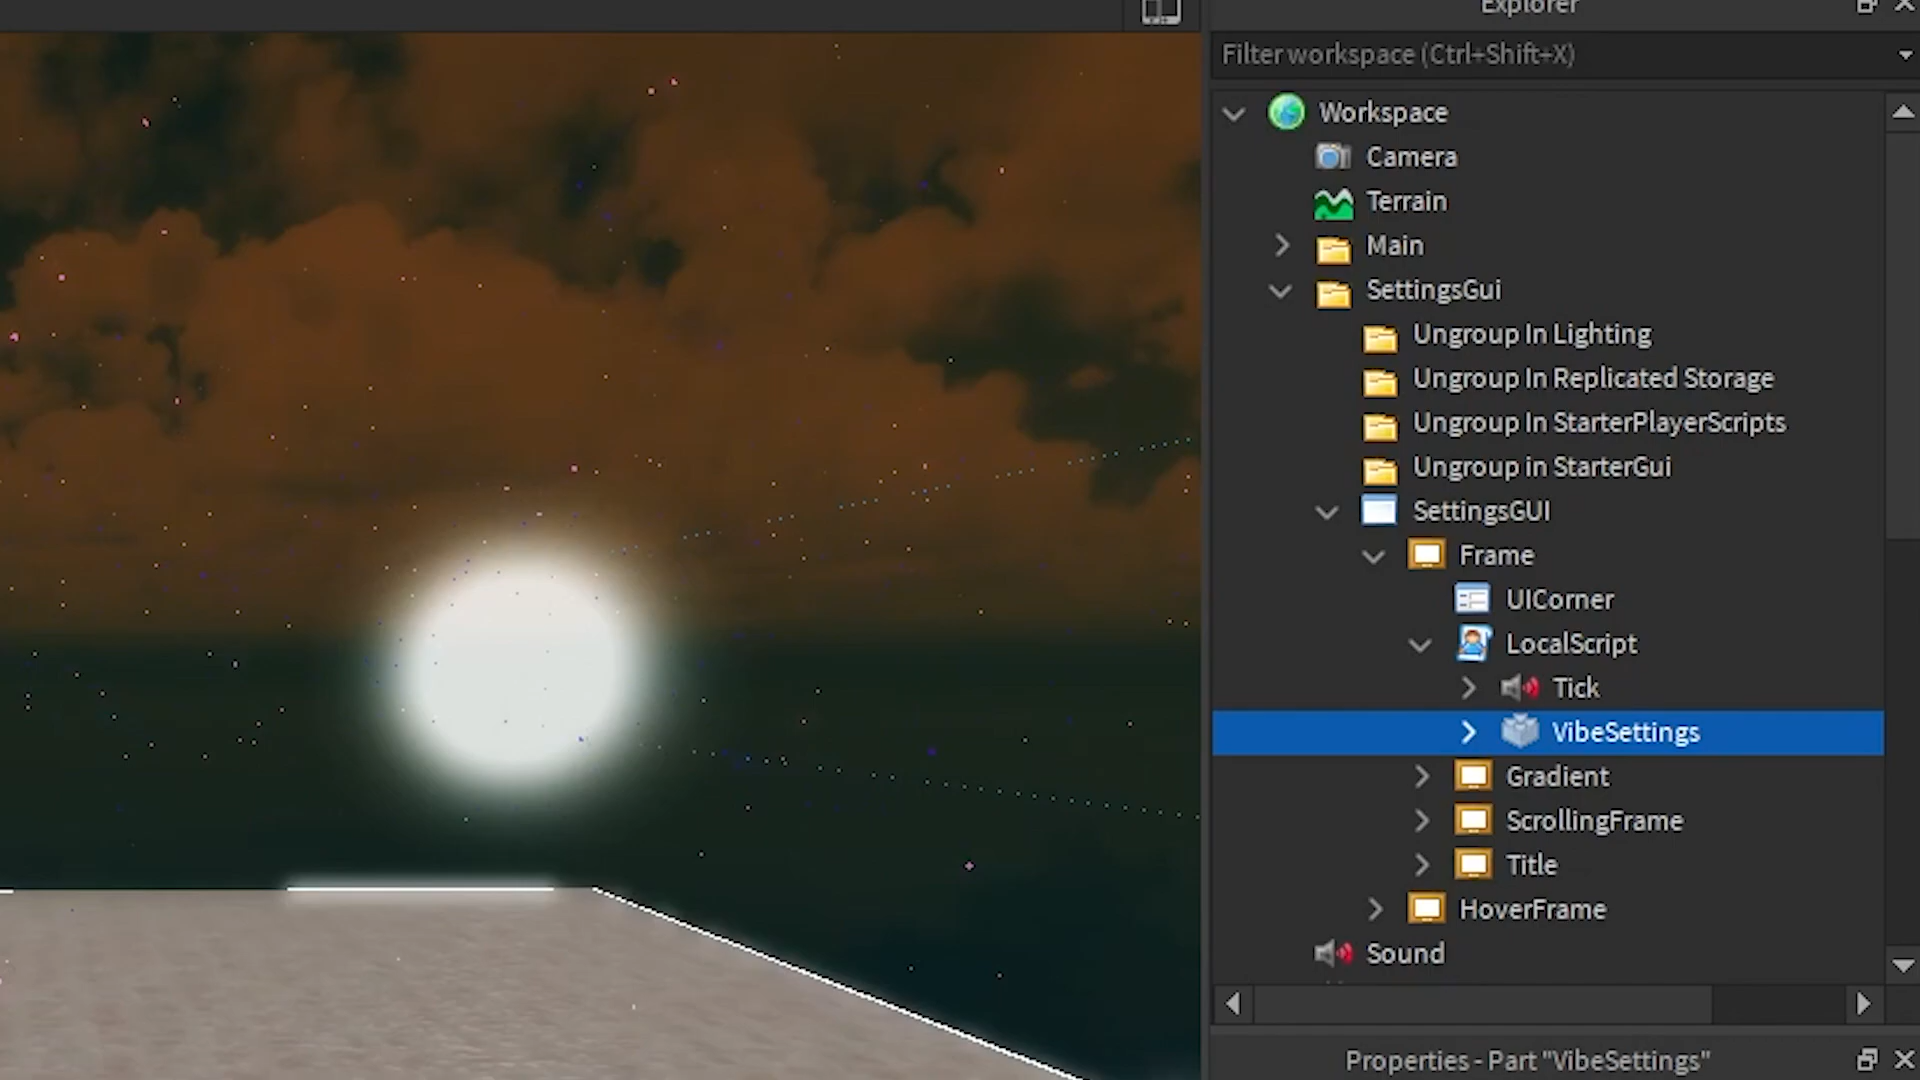 Explorer
Filter workspace (Ctrl+Shift+X)
Workspace
Camera
Terrain
Main
SettingsGui
Ungroup In Lighting
Ungroup In Replicated Storage
Ungroup In StarterPlayerScripts
Ungroup in StarterGui
SettingsGUI
Frame
UICorner
LocalScript
Tick
VibeSettings
Gradient
ScrollingFrame
Title
HoverFrame
Sound
Properties - Part "VibeSettings"